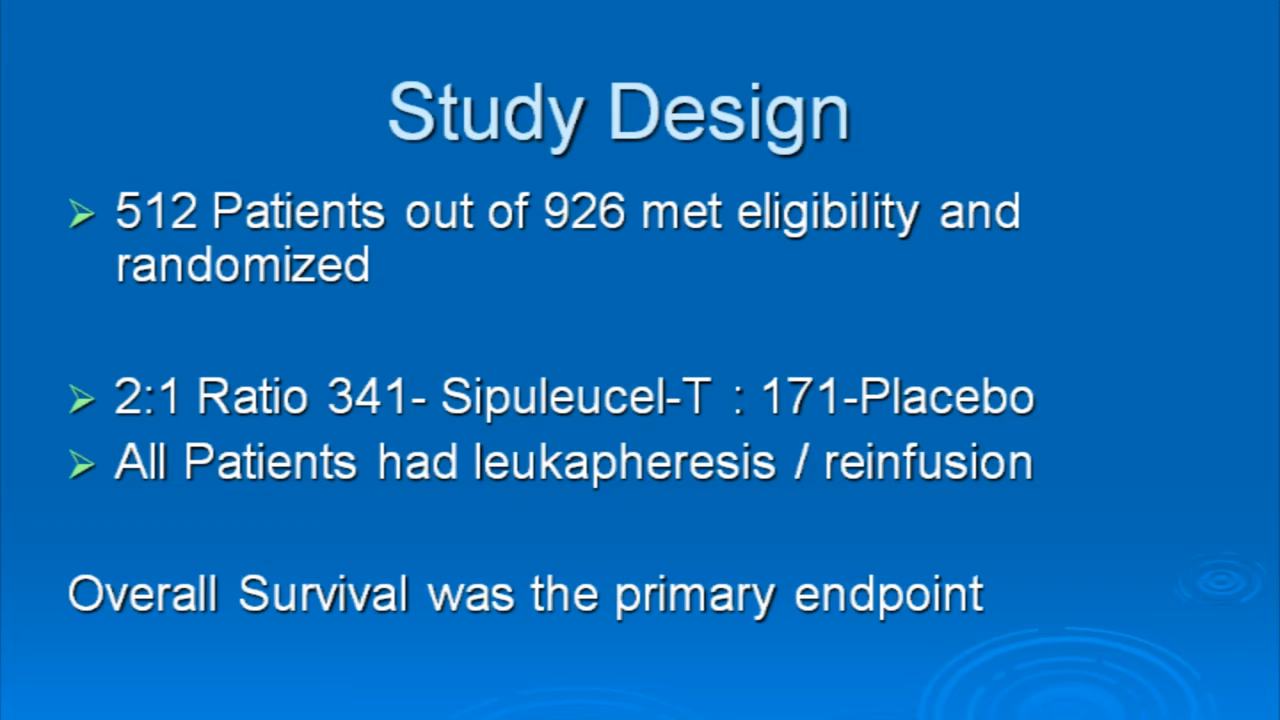 Study Design
512 Patients out of 926 met eligibility and
randomized
2:1 Ratio 341- Sipuleucel-T : 171-Placebo
All Patients had leukapheresis / reinfusion
Overall Survival was the primary endpoint